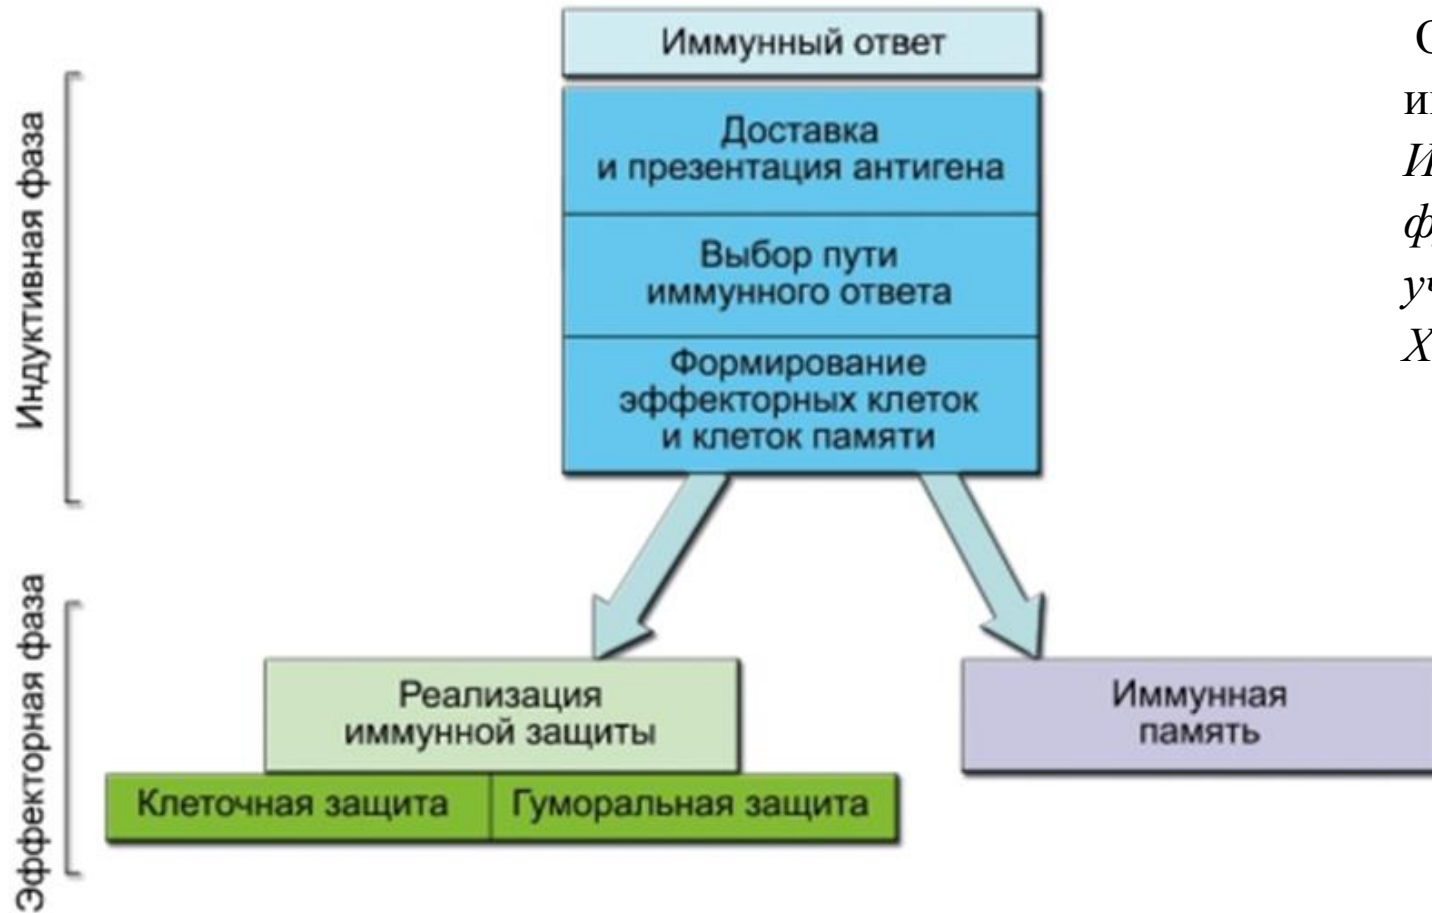 Иммунный ответ
Индуктивная фаза
Доставка
и презентация антигена
Выбор пути
иммунного ответа
Формирование
эффекторных клеток
и клеток памяти
Эффекторная фаза
Реализация
иммунной защиты
Иммунная
память
Клеточная защита
Гуморальная защита